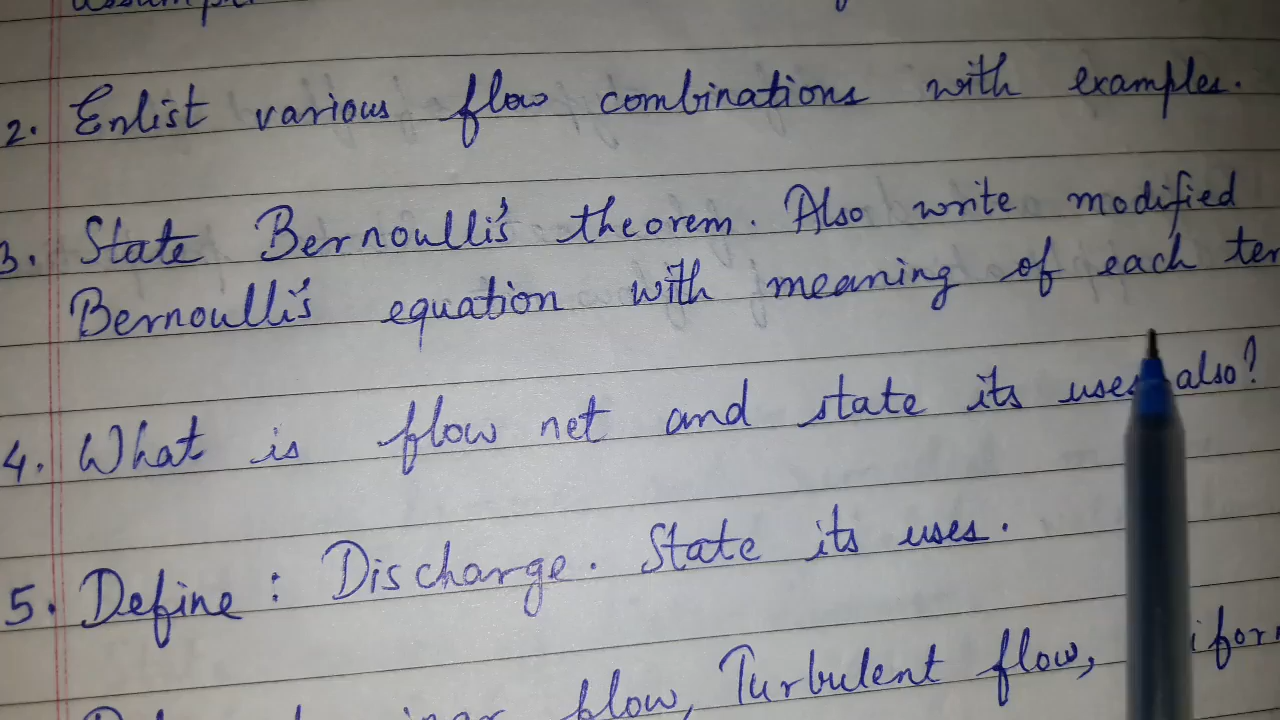 2. Enlist various flow combinations with examples.
3. State Bernoulli's theorem. Also write modified
Bernoulli's equation with meaning of each
4. What is flow net and state its uses also?
5. Define : Discharge. State its uses.
flow, Turbulent flow,